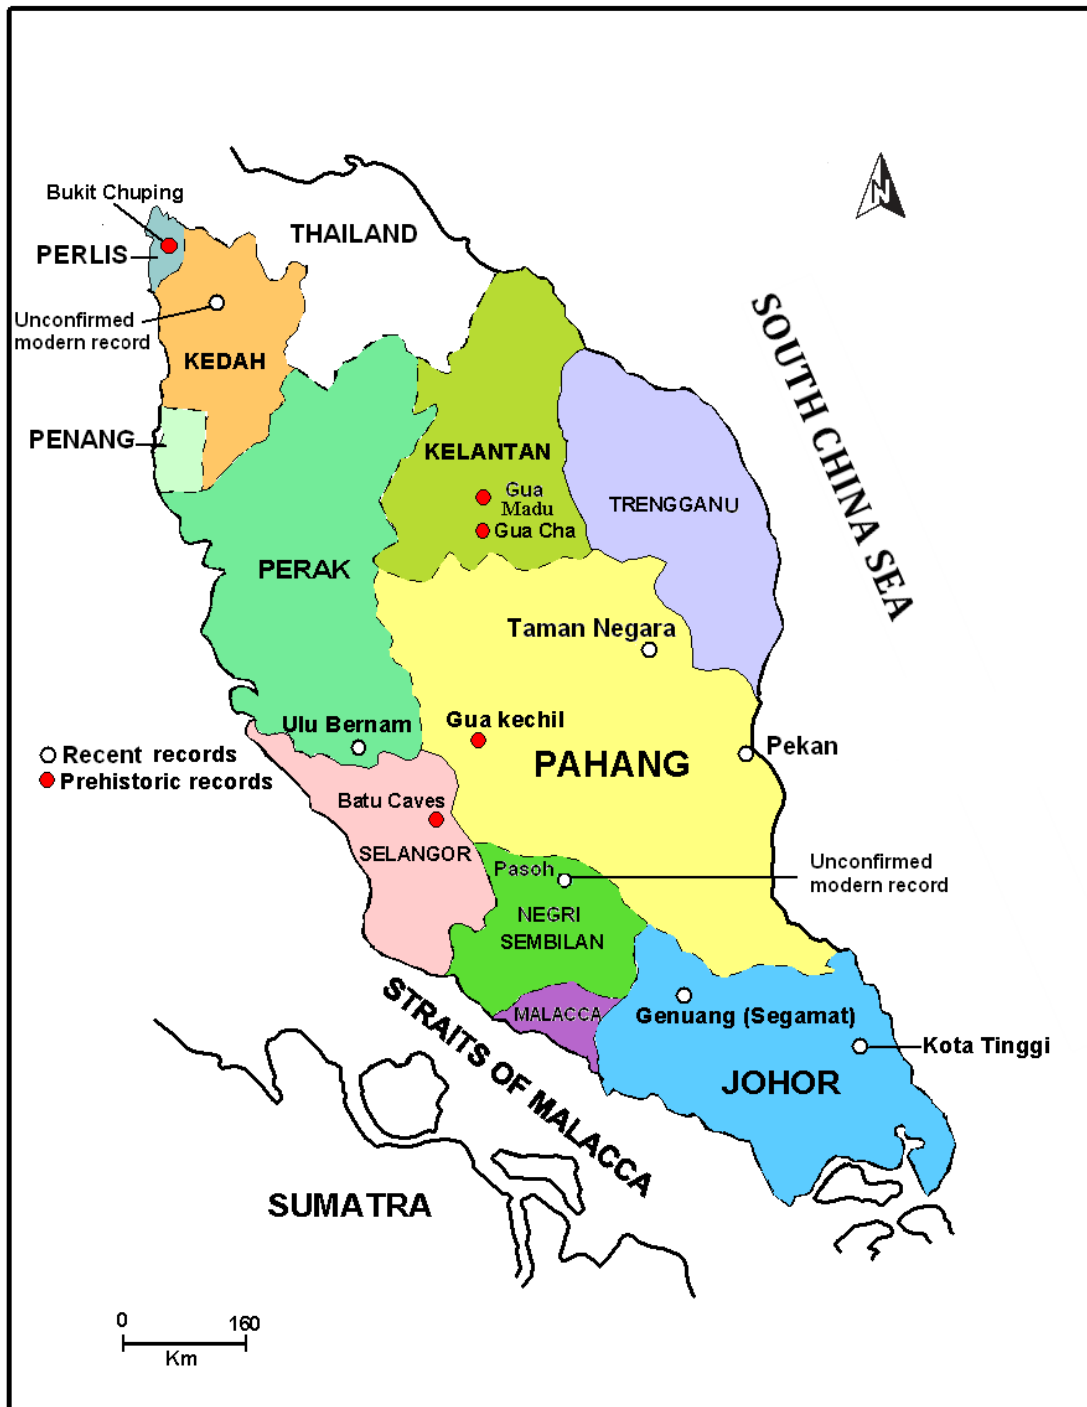 N
Bukit Chuping
THAILAND
PERLIS
SOUTH CHINA SEA
Unconfirmed
modern record
KEDAH
PENANG
KELANTAN
Gua
Madu
Gua Cha
TRENGGANU
PERAK
Taman Negara
Ulu Bernam
Gua kechil
Pekan
PAHANG
Recent records
Prehistoric records
Batu Caves
SELANGOR
Pasoh
Unconfirmed
modern record
NEGRI
SEMBILAN
STRAITS OF MALACCA
MALACCA
Genuang (Segamat)
Kota Tinggi
JOHOR
SUMATRA
0 160
Km